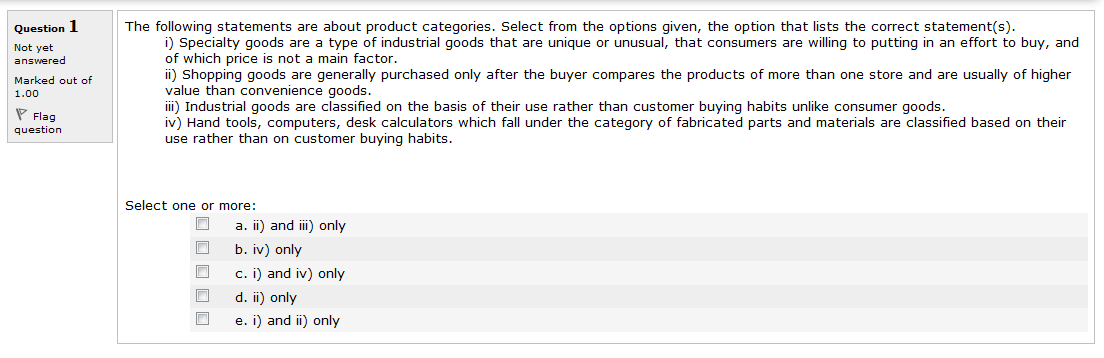 Question 1
Not yet
answered
Marked out of
1.00
Flag
question
The following statements are about product categories. Select from the options given, the option that lists the correct statement(s).
i) Specialty goods are a type of industrial goods that are unique or unusual, that consumers are willing to putting in an effort to buy, and
of which price is not a main factor.
ii) Shopping goods are generally purchased only after the buyer compares the products of more than one store and are usually of higher
value than convenience goods.
iii) Industrial goods are classified on the basis of their use rather than customer buying habits unlike consumer goods.
iv) Hand tools, computers, desk calculators which fall under the category of fabricated parts and materials are classified based on their
use rather than on customer buying habits.
Select one or more:
a. ii) and iii) only
b. iv) only
c. i) and iv) only
d. ii) only
e. i) and ii) only